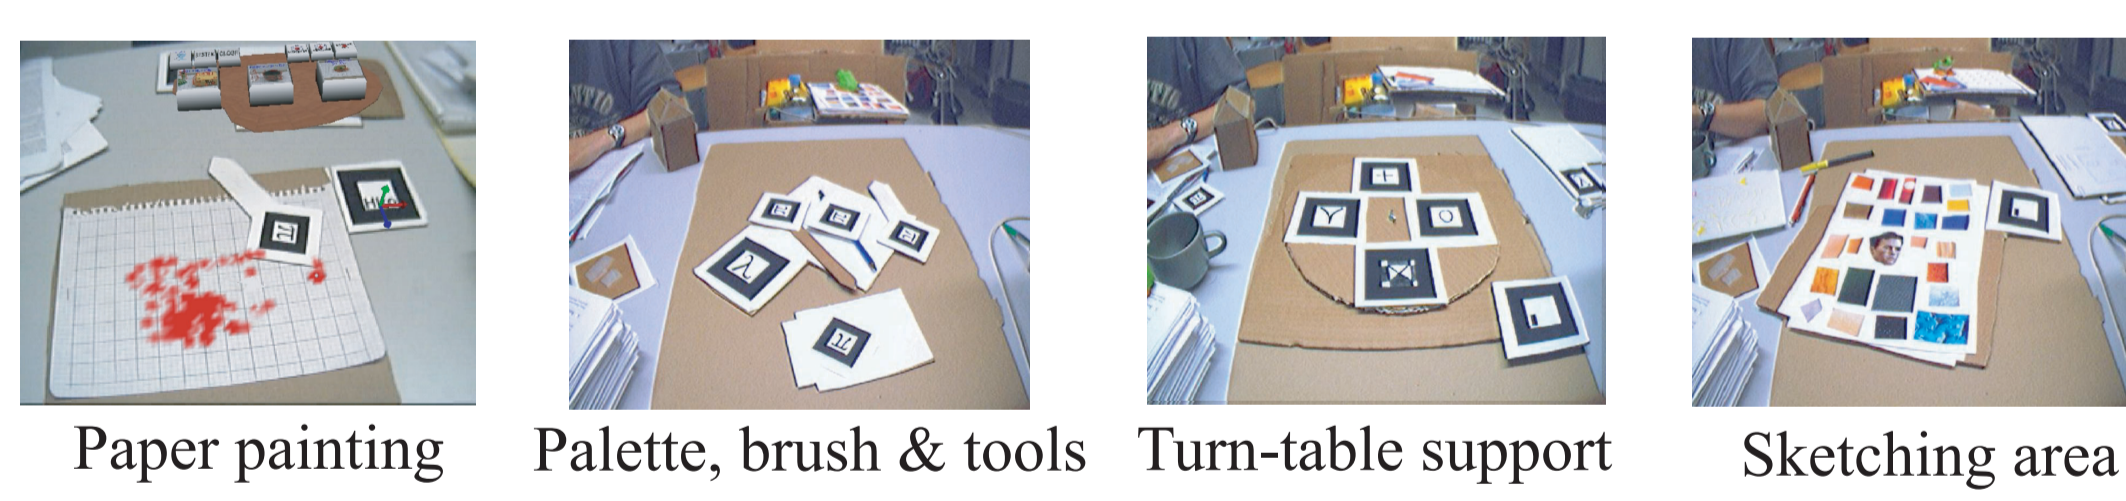 Paper painting
Palette, brush & tools
Turn-table support
Sketching area